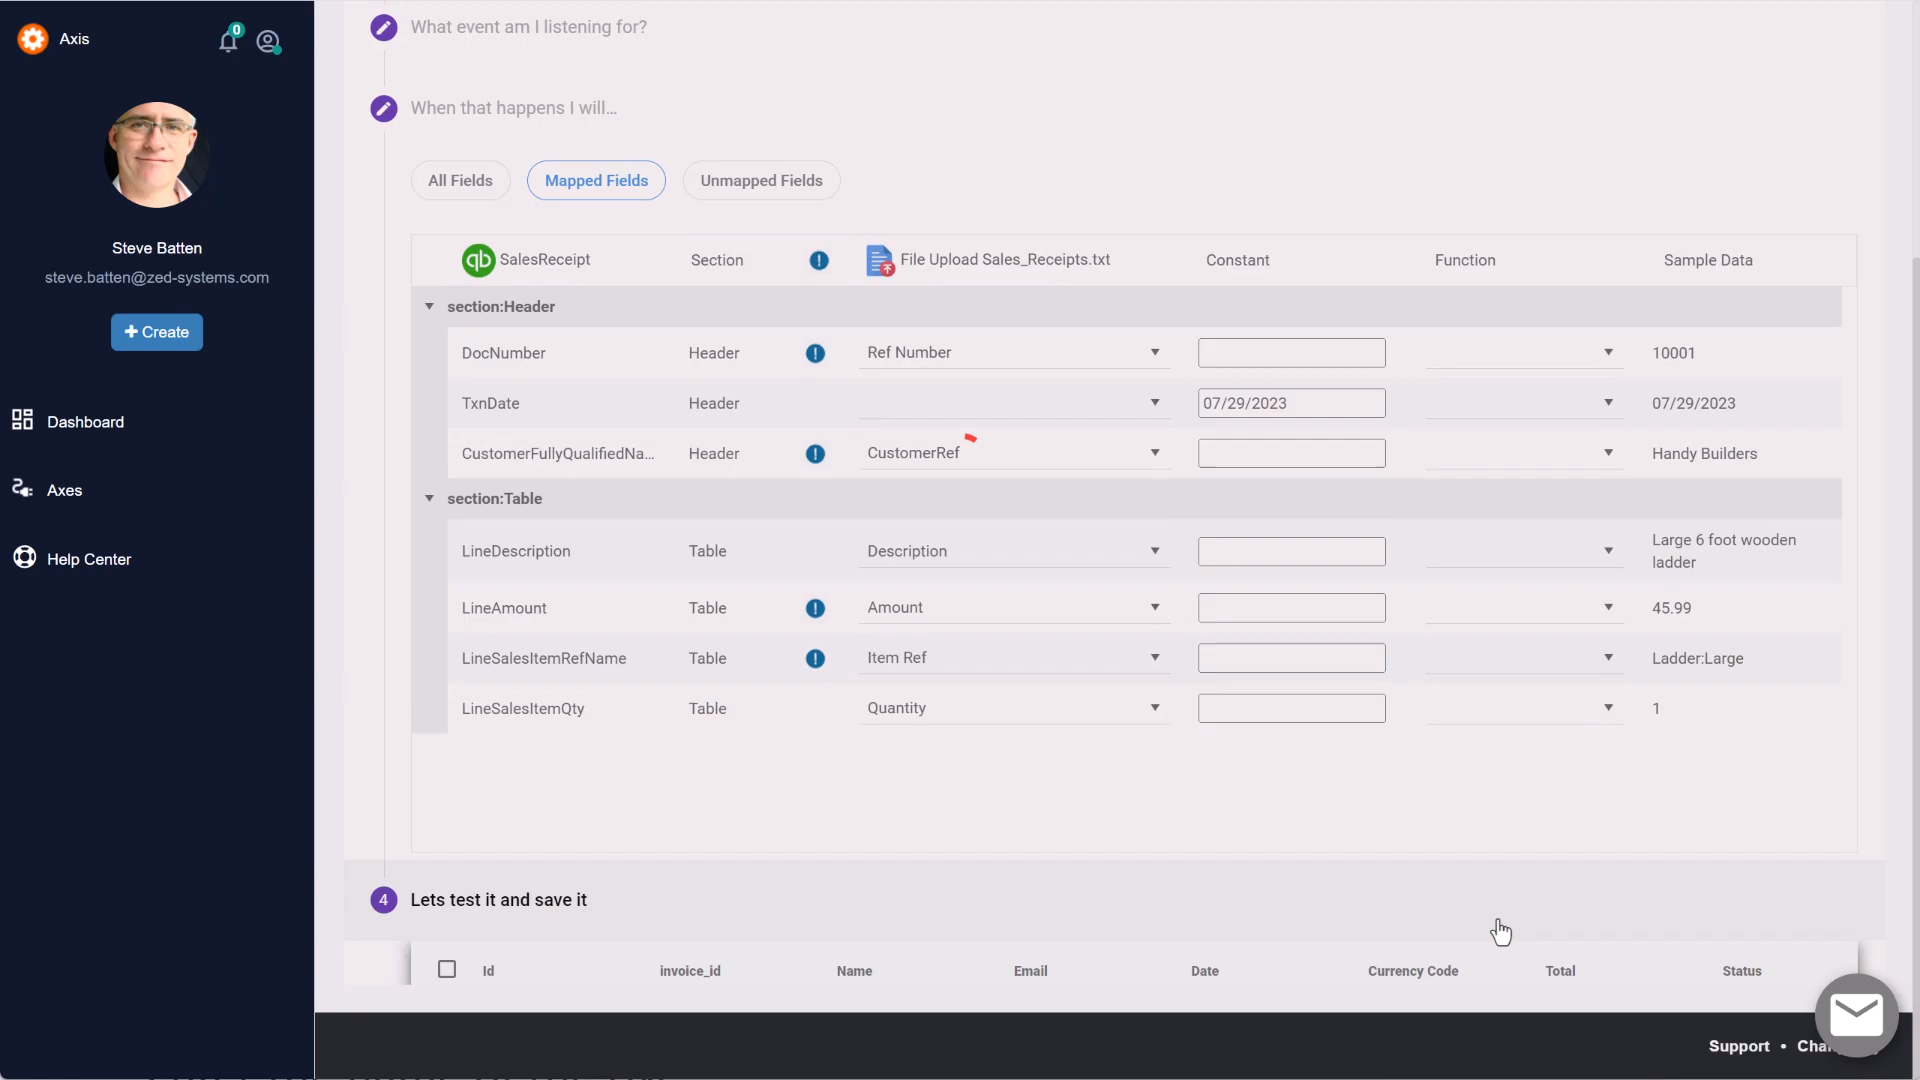 Axis
0
Steve Batten
steve.batten@zed-systems.com
+ Create
Dashboard
Axes
Help Center
What event am I listening for?
When that happens I will...
All Fields
Mapped Fields
Unmapped Fields
qb SalesReceipt Section ! File Upload Sales_Receipts.txt Constant Function Sample Data
section:Header
DocNumber Header ! Ref Number 10001
TxnDate Header 07/29/2023 07/29/2023
CustomerFullyQualifiedNa... Header ! CustomerRef Handy Builders
section:Table
LineDescription Table Description Large 6 foot wooden
ladder
LineAmount Table ! Amount 45.99
LineSalesItemRefName Table ! Item Ref Ladder:Large
LineSalesItemQty Table Quantity 1
4 Lets test it and save it
Id invoice_id Name Email Date Currency Code Total Status
Support •